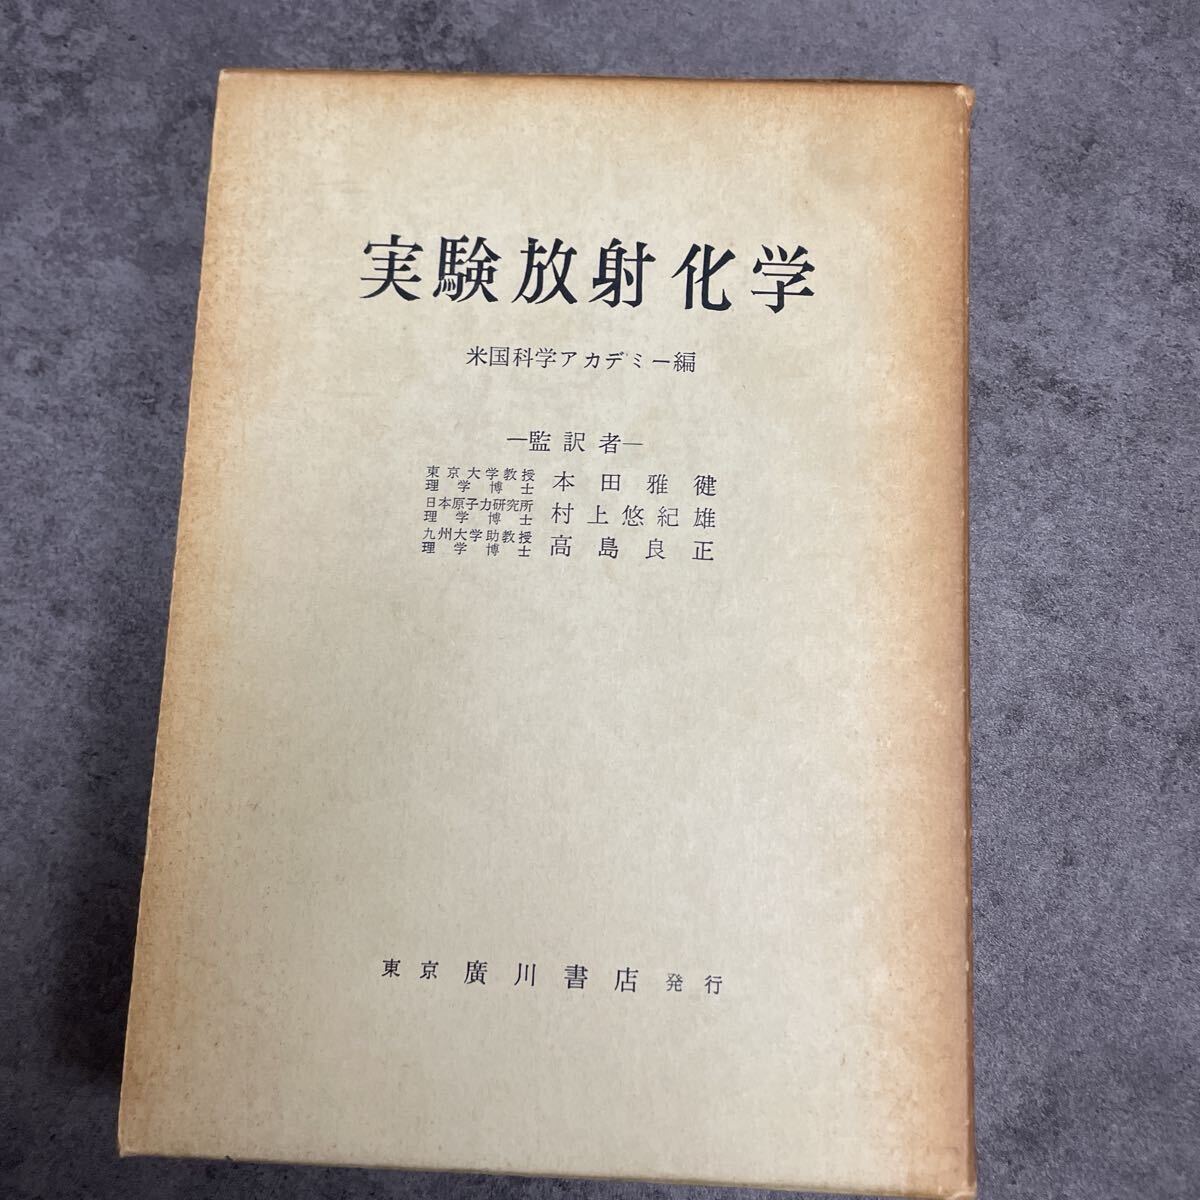 実験放射化学
米国科学アカデミー編
—監訳者—
東京大学教授
理学博士 本田雅健
日本原子力研究所
理学博士 村上悠紀雄
九州大学助教授
理学博士 高島良正
東京 廣川書店 発行